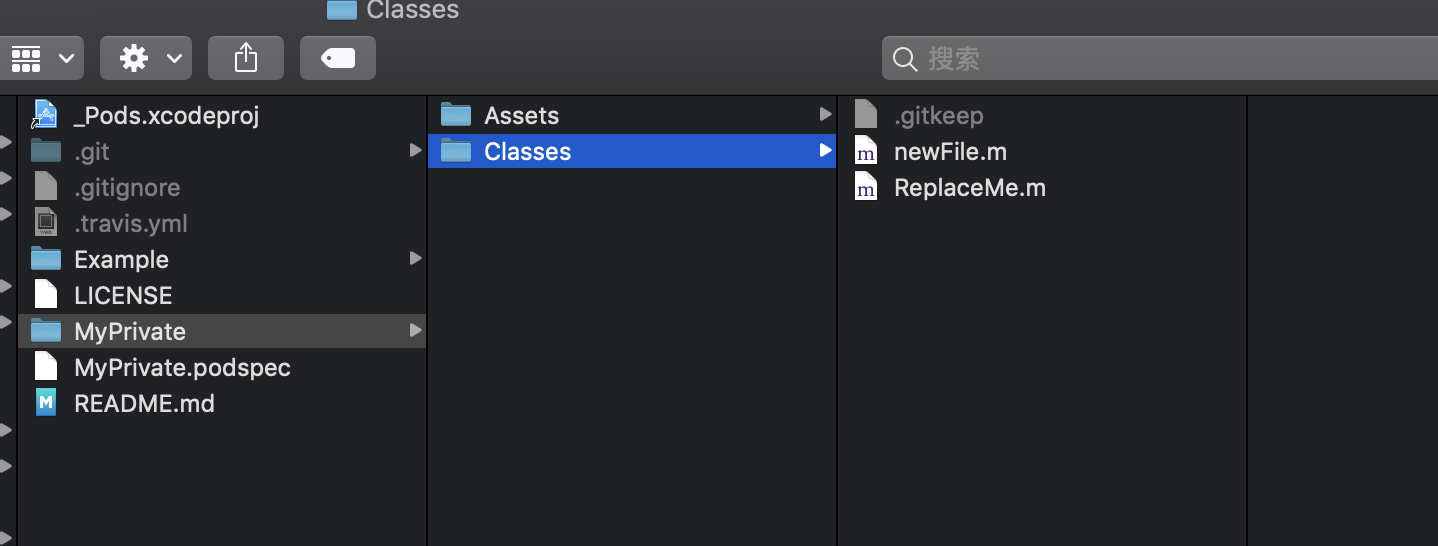 Classes
搜索
_Pods.xcodeproj
.git
.gitignore
.travis.yml
Example
LICENSE
MyPrivate
MyPrivate.podspec
README.md
Assets
Classes
.gitkeep
newFile.m
ReplaceMe.m